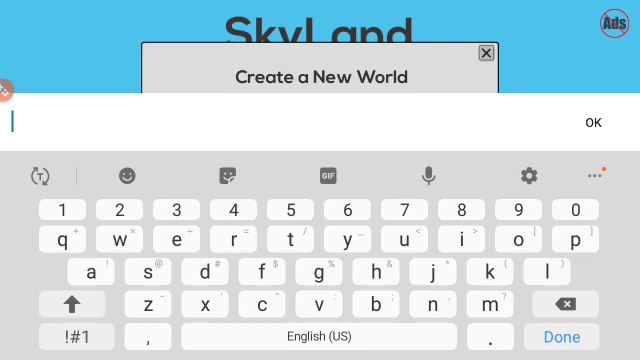 SkyLand
Ads
Create a New World
OK
GIF
1 2 3 4 5 6 7 8 9 0
q + w × e ÷ r = t / y _ u < i > o [ p ]
a ! s @ d # f $ g % h & j * k ( l )
z - x ' c " v : b ; n , m ?
!#1 , English (US) . Done